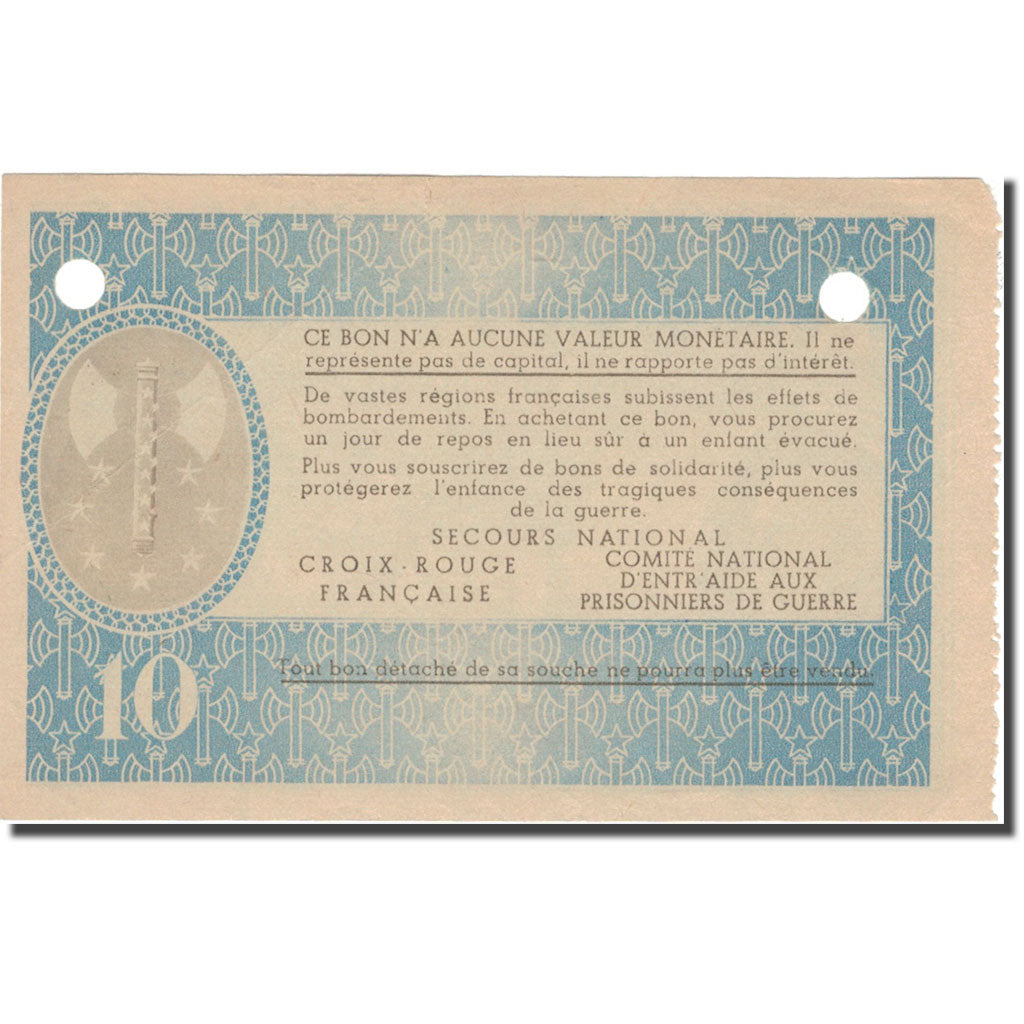 CE BON N'A AUCUNE VALEUR MONÉTAIRE. Il ne
représente pas de capital, il ne rapporte pas d'intérêt.
De vastes régions françaises subissent les effets de
bombardements. En achetant ce bon, vous procurez
un jour de repos en lieu sûr à un enfant évacué.
Plus vous souscrirez de bons de solidarité, plus vous
protégerez l'enfance des tragiques conséquences
de la guerre.
SECOURS NATIONAL
CROIX-ROUGE
FRANÇAISE
COMITÉ NATIONAL
D'ENTR'AIDE AUX
PRISONNIERS DE GUERRE
Tout bon détaché de sa souche ne pourra plus être vendu.
10